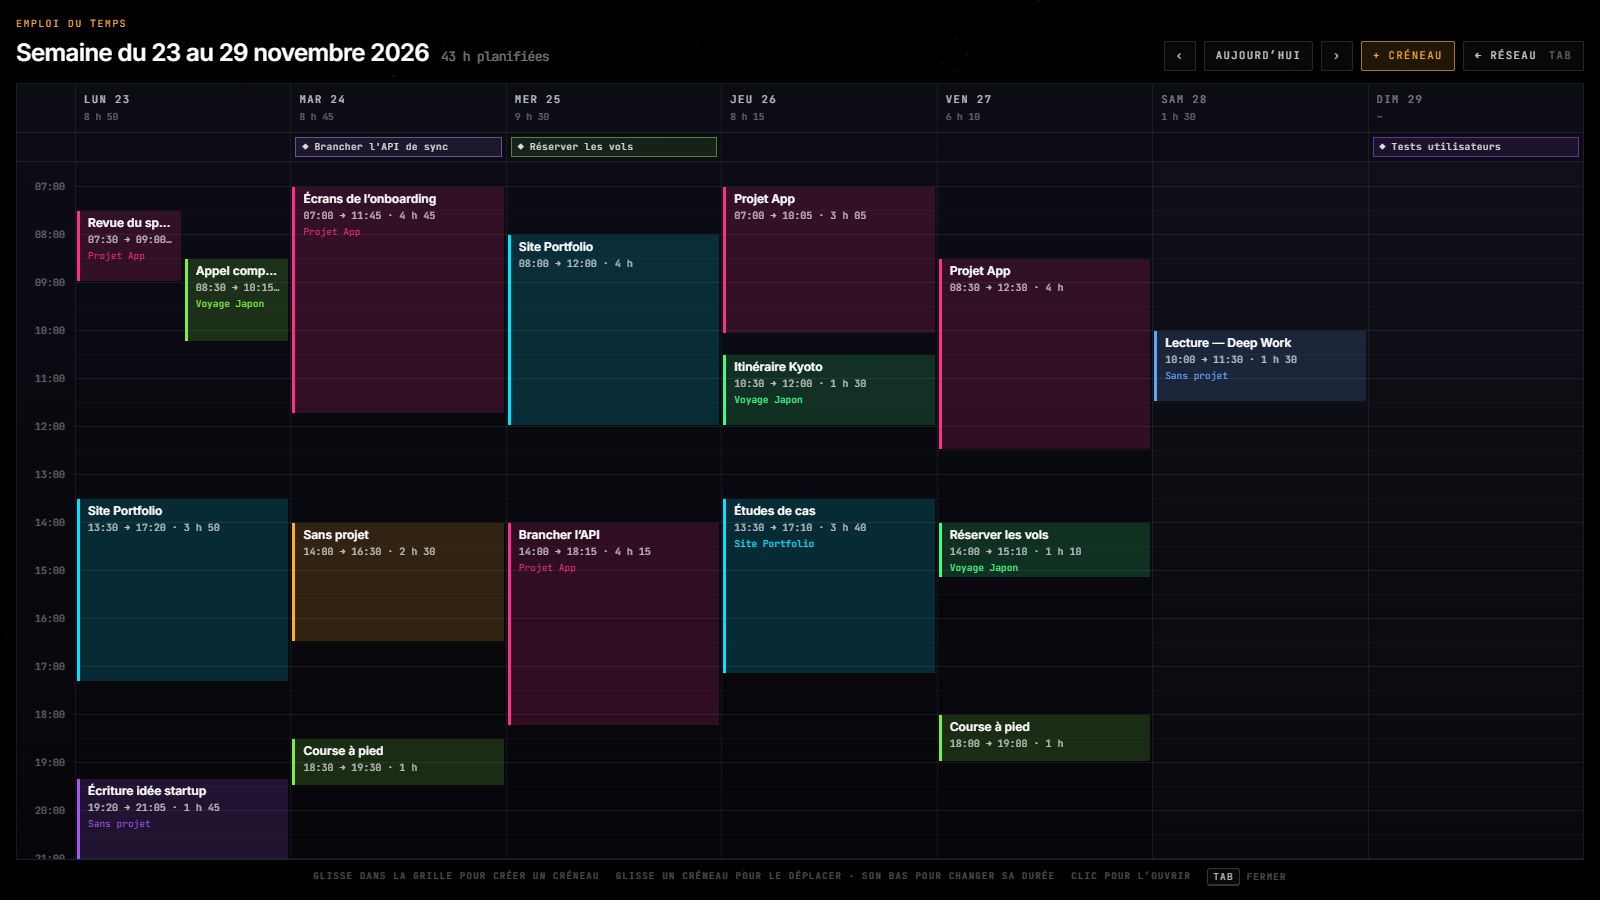 EMPLOI DU TEMPS
Semaine du 23 au 29 novembre 2026 43 h planifiées
‹ AUJOURD’HUI › + CRÉNEAU ← RÉSEAU TAB
LUN 23 MAR 24 MER 25 JEU 26 VEN 27 SAM 28 DIM 29
8 h 50 8 h 45 9 h 30 8 h 15 6 h 10 1 h 30 —
◆ Brancher l'API de sync ◆ Réserver les vols ◆ Tests utilisateurs
07:00
08:00
09:00
10:00
11:00
12:00
13:00
14:00
15:00
16:00
17:00
18:00
19:00
20:00
21:00
Revue du sp…
07:30 → 09:00…
Projet App
Appel comp…
08:30 → 10:15…
Voyage Japon
Site Portfolio
13:30 → 17:20 · 3 h 50
Écriture idée startup
19:20 → 21:05 · 1 h 45
Sans projet
Écrans de l’onboarding
07:00 → 11:45 · 4 h 45
Projet App
Sans projet
14:00 → 16:30 · 2 h 30
Course à pied
18:30 → 19:30 · 1 h
Site Portfolio
08:00 → 12:00 · 4 h
Brancher l’API
14:00 → 18:15 · 4 h 15
Projet App
Projet App
07:00 → 10:05 · 3 h 05
Itinéraire Kyoto
10:30 → 12:00 · 1 h 30
Voyage Japon
Études de cas
13:30 → 17:10 · 3 h 40
Site Portfolio
Projet App
08:30 → 12:30 · 4 h
Réserver les vols
14:00 → 15:10 · 1 h 10
Voyage Japon
Course à pied
18:00 → 19:00 · 1 h
Lecture — Deep Work
10:00 → 11:30 · 1 h 30
Sans projet
GLISSE DANS LA GRILLE POUR CRÉER UN CRÉNEAU GLISSE UN CRÉNEAU POUR LE DÉPLACER · SON BAS POUR CHANGER SA DURÉE CLIC POUR L’OUVRIR TAB FERMER